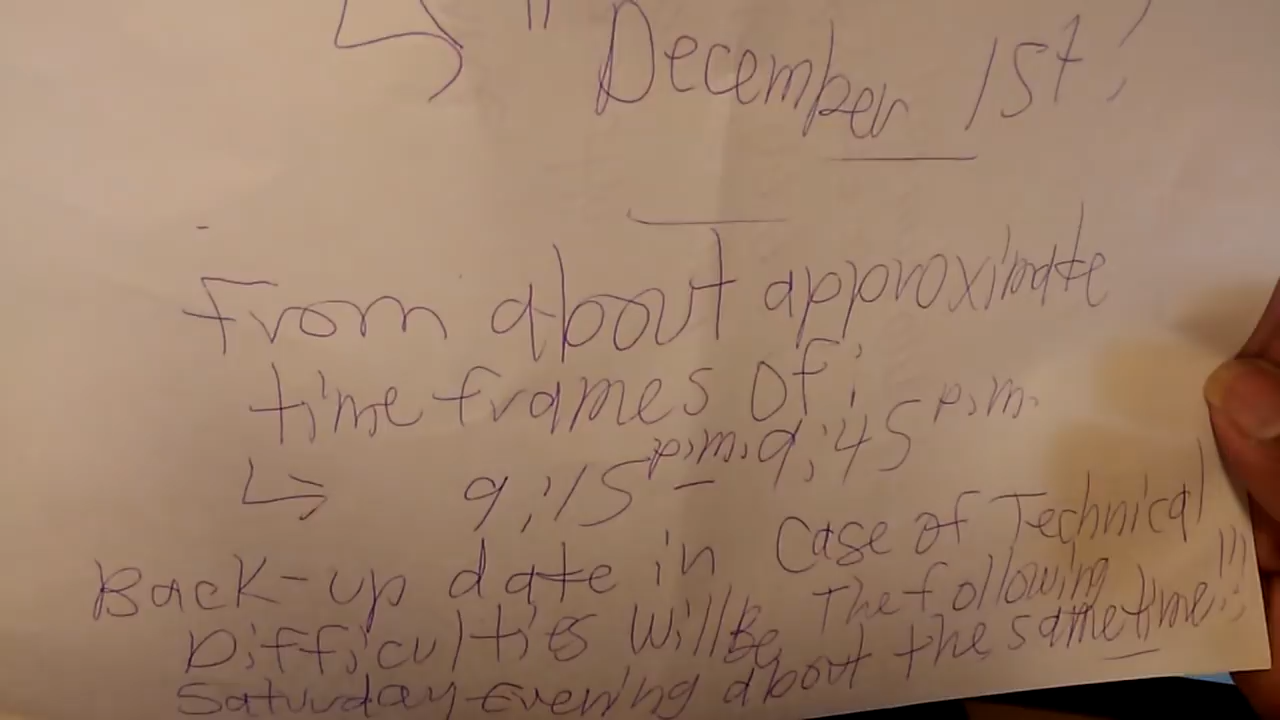 " December 1st!
From about approximate
time frames of:
9:15 p.m. - 9:45 p.m.
Back-up date in Case of Technical
Difficulties Will Be The following
Saturday Evening about the same time!!!